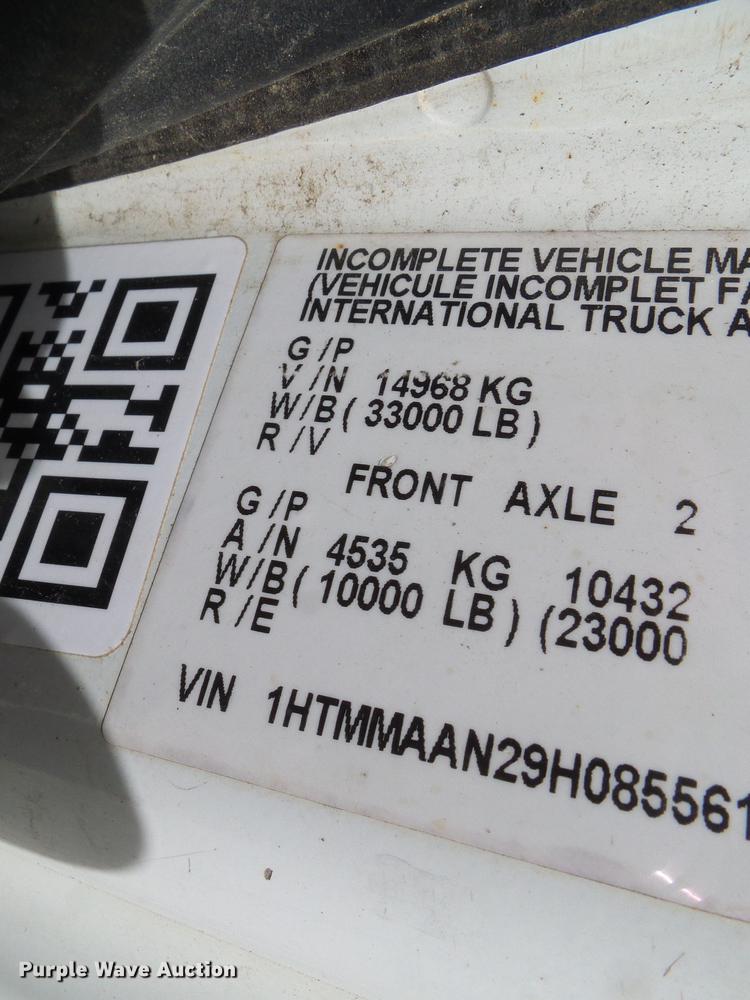 INCOMPLETE VEHICLE MA
(VEHICULE INCOMPLET FA
INTERNATIONAL TRUCK A
G /P
V /N 14968 KG
W/B ( 33000 LB )
R /V
FRONT AXLE 2
G /P
A /N 4535 KG 10432
W/B ( 10000 LB ) (23000
R /E
VIN 1HTMMAAN29H085561
Purple Wave Auction